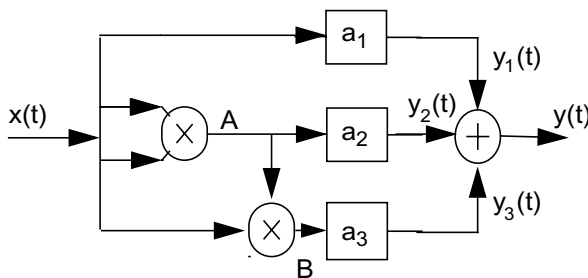 a1
y1(t)
x(t)
×
A
a2
y2(t)
+
y(t)
×
B
a3
y3(t)